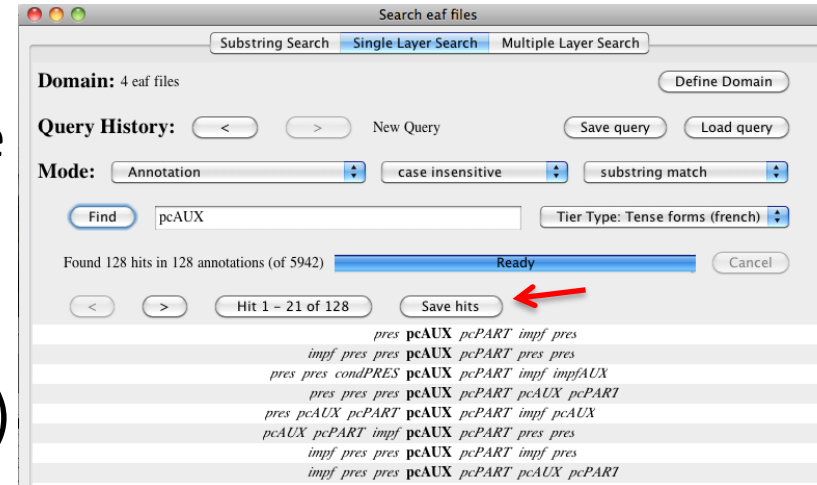 Search eaf files
Substring Search Single Layer Search Multiple Layer Search
Domain: 4 eaf files Define Domain
e
Query History: < > New Query Save query Load query
Mode: Annotation case insensitive substring match
Find pcAUX Tier Type: Tense forms (french)
Found 128 hits in 128 annotations (of 5942) Ready Cancel
< > Hit 1 – 21 of 128 Save hits
pres pcAUX pcPART impf pres
impf pres pres pcAUX pcPART pres pres
pres pres condPRES pcAUX pcPART impf impfAUX
pres pres pres pcAUX pcPART pcAUX pcPART
)
pres pcAUX pcPART pcAUX pcPART impf pcAUX
pcAUX pcPART impf pcAUX pcPART pres pres
impf pres pres pcAUX pcPART impf pres
impf pres pres pcAUX pcPART pcAUX pcPART